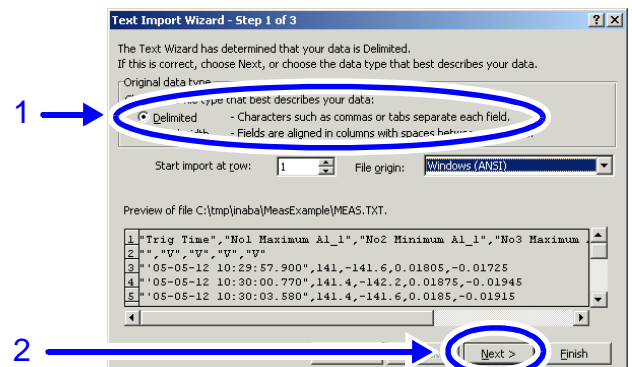 Text Import Wizard - Step 1 of 3
The Text Wizard has determined that your data is Delimited.
If this is correct, choose Next, or choose the data type that best describes your data.
Original data type
type that best describes your data:
1
Delimited - Characters such as commas or tabs separate each field.
- Fields are aligned in columns with spaces
Start import at row: 1 File origin: Windows (ANSI)
Preview of file C:\tmp\inaba\MeasExample\MEAS.TXT.
1 "Trig Time","No1 Maximum A1_1","No2 Minimum A1_1","No3 Maximum
2 "","V","V","V","V"
3 "'05-05-12 10:29:57.900",141,-141.6,0.01805,-0.01725
4 "'05-05-12 10:30:00.770",141.4,-142.2,0.01875,-0.01945
5 "'05-05-12 10:30:03.580",141.4,-141.6,0.0185,-0.01915
2
Next > Finish